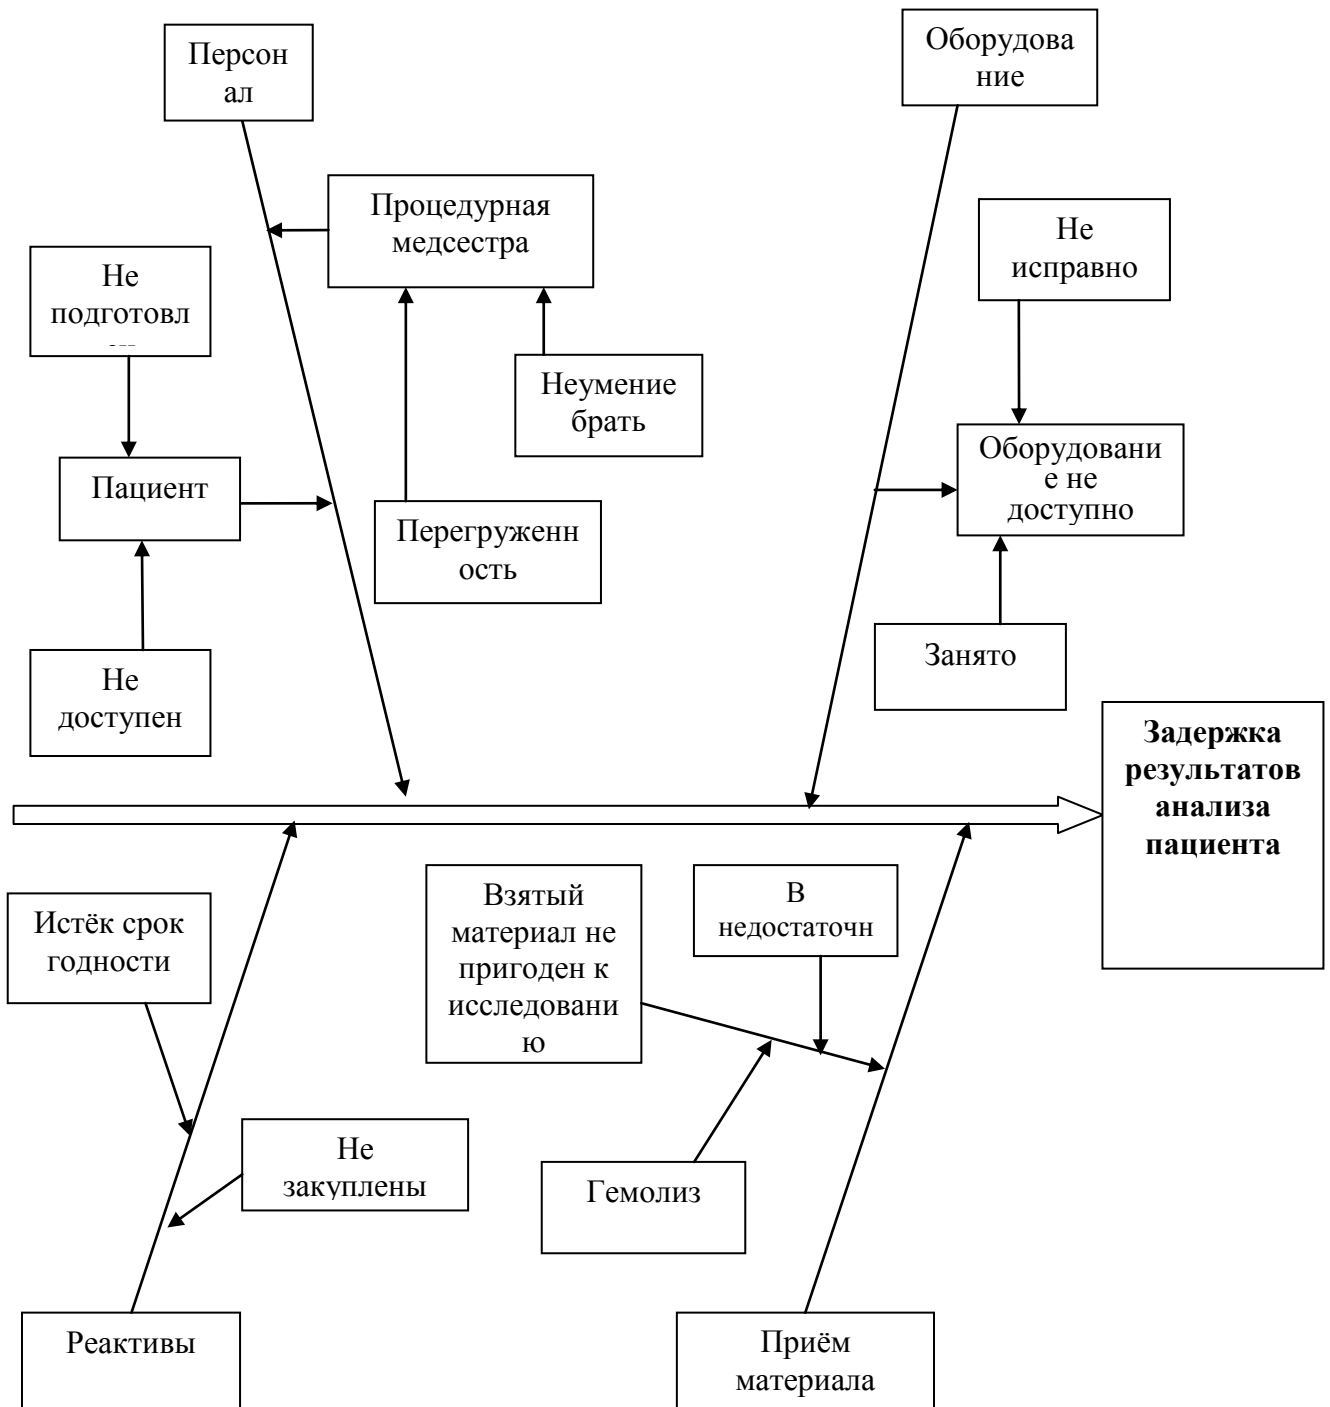 Персон
ал
Оборудова
ние
Процедурная
медсестра
Не
исправно
Не
подготовл
Неумение
брать
Оборудовани
е не
доступно
Пациент
Перегруженн
ость
Занято
Не
доступен
Задержка
результатов
анализа
пациента
Взятый
материал не
пригоден к
исследовани
ю
В
недостаточн
Истёк срок
годности
Не
закуплены
Гемолиз
Реактивы
Приём
материала